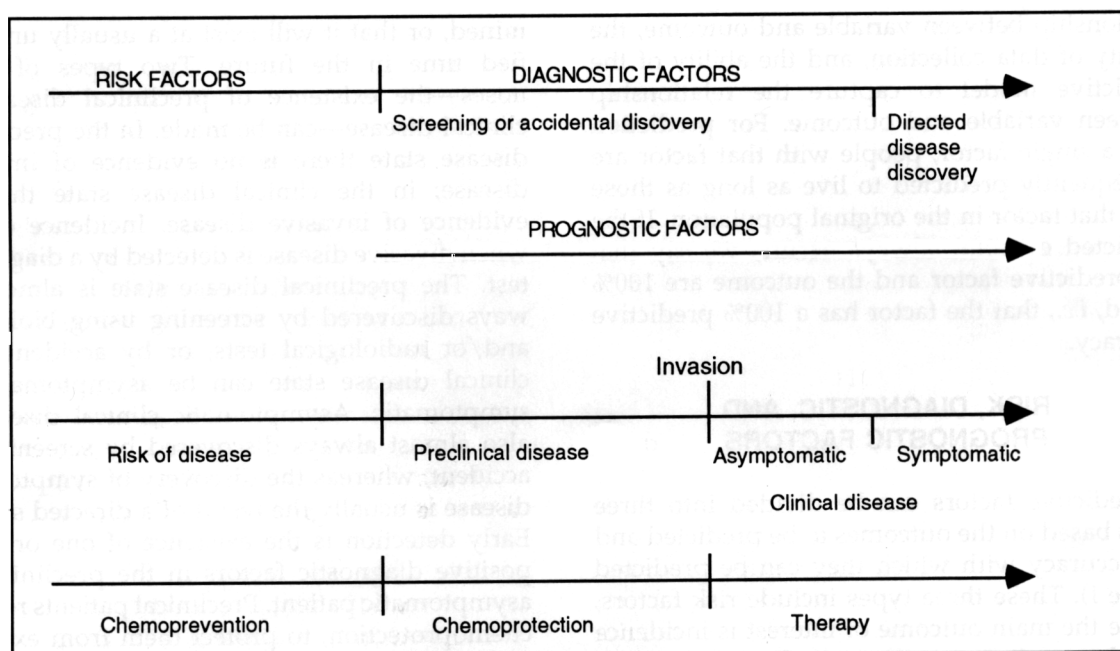 RISK FACTORS
DIAGNOSTIC FACTORS
Screening or accidental discovery
Directed
disease
discovery
PROGNOSTIC FACTORS
Invasion
Risk of disease
Preclinical disease
Asymptomatic
Symptomatic
Clinical disease
Chemoprevention
Chemoprotection
Therapy